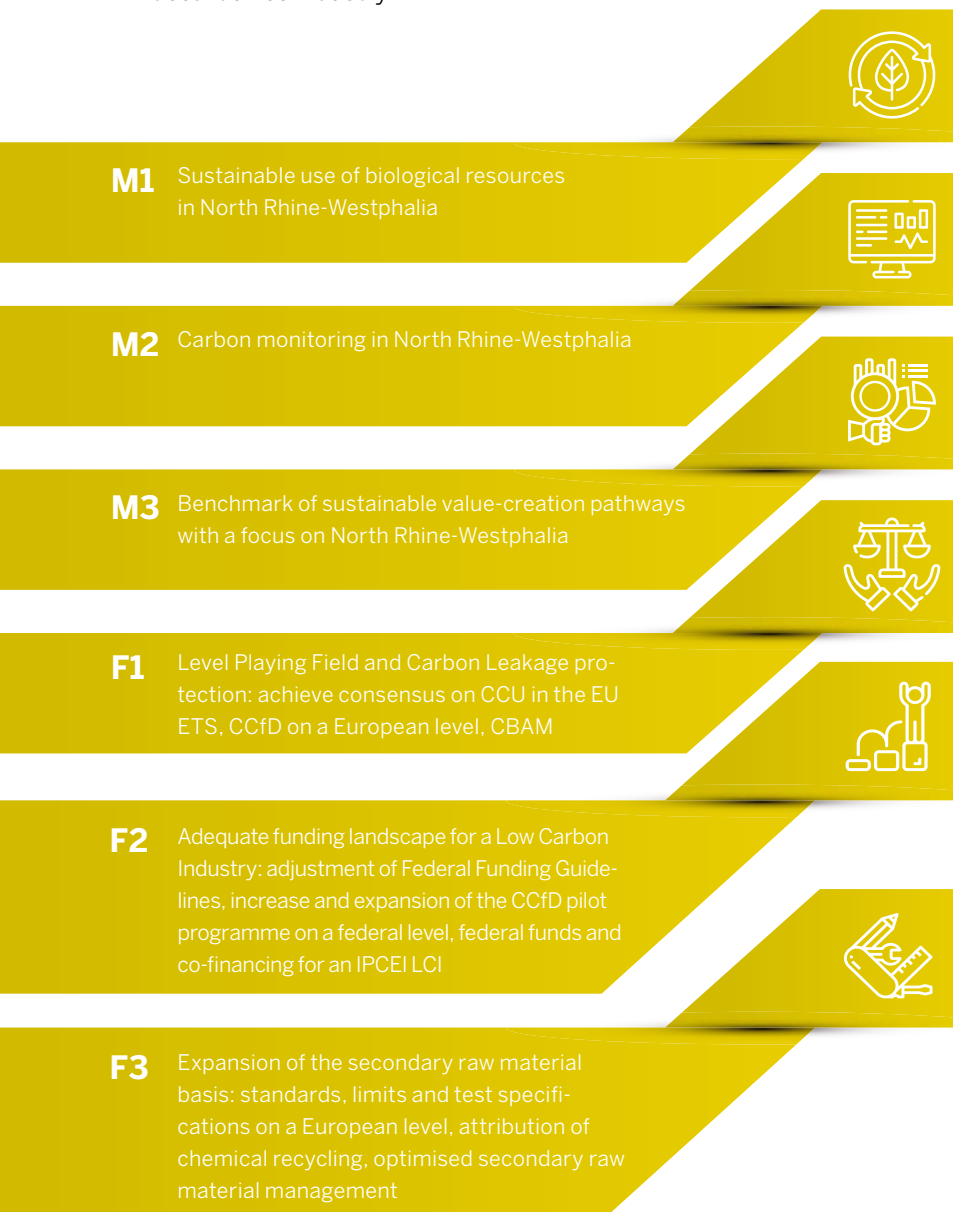 M1 Sustainable use of biological resources
in North Rhine-Westphalia
M2 Carbon monitoring in North Rhine-Westphalia
M3 Benchmark of sustainable value-creation pathways
with a focus on North Rhine-Westphalia
F1 Level Playing Field and Carbon Leakage pro-
tection: achieve consensus on CCU in the EU
ETS, CCfD on a European level, CBAM
F2 Adequate funding landscape for a Low Carbon
Industry: adjustment of Federal Funding Guide-
lines, increase and expansion of the CCfD pilot
programme on a federal level, federal funds and
co-financing for an IPCEI LCI
F3 Expansion of the secondary raw material
basis: standards, limits and test specifi-
cations on a European level, attribution of
chemical recycling, optimised secondary raw
material management